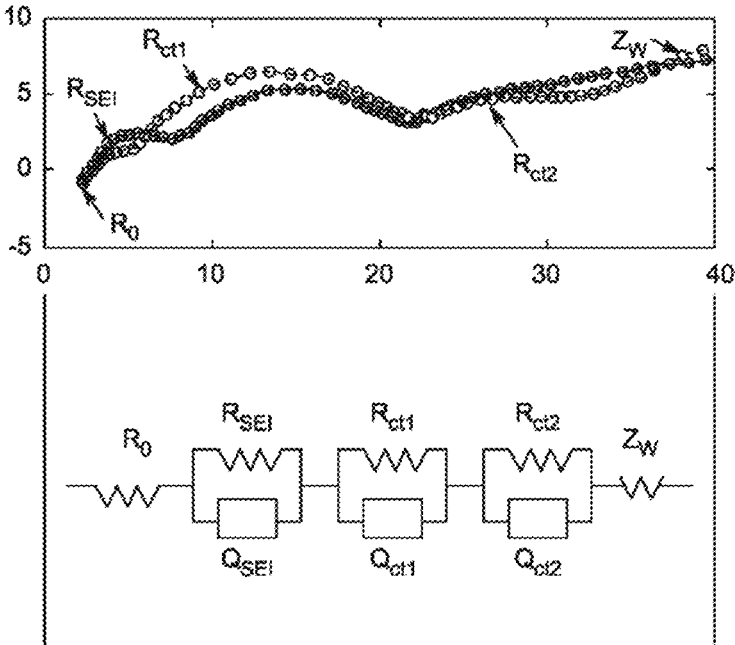 10
R_ct1
Z_W
R_SEI
5
0
R_ct2
R_0
-5
0 10 20 30 40
R_SEI R_ct1 R_ct2
R_0 Z_W
Q_SEI Q_ct1 Q_ct2